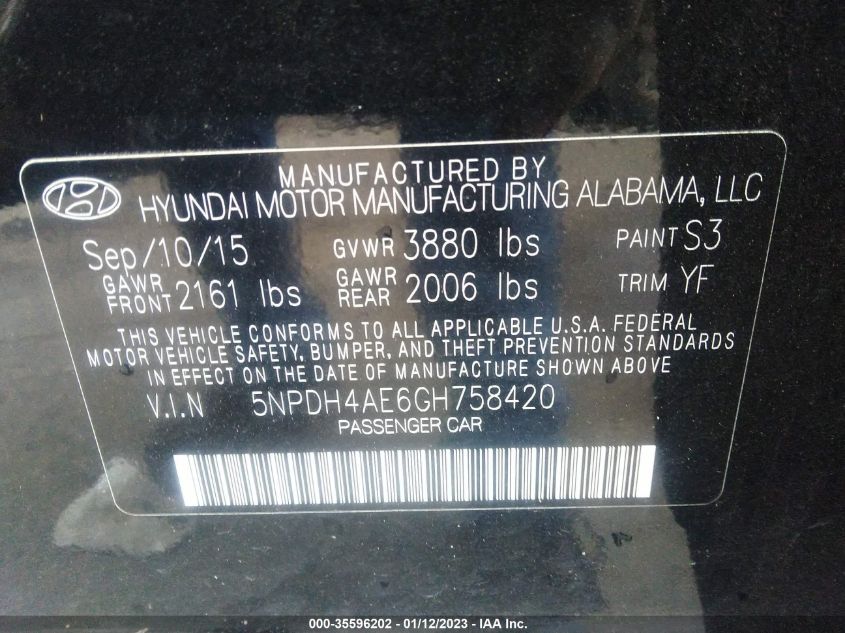 MANUFACTURED BY
HYUNDAI MOTOR MANUFACTURING ALABAMA, LLC
Sep/10/15 GVWR 3880 lbs PAINT S3
GAWR FRONT 2161 lbs GAWR REAR 2006 lbs TRIM YF
THIS VEHICLE CONFORMS TO ALL APPLICABLE U.S.A. FEDERAL
MOTOR VEHICLE SAFETY, BUMPER, AND THEFT PREVENTION STANDARDS
IN EFFECT ON THE DATE OF MANUFACTURE SHOWN ABOVE
V.I.N 5NPDH4AE6GH758420
PASSENGER CAR
000-35596202 - 01/12/2023 - IAA Inc.